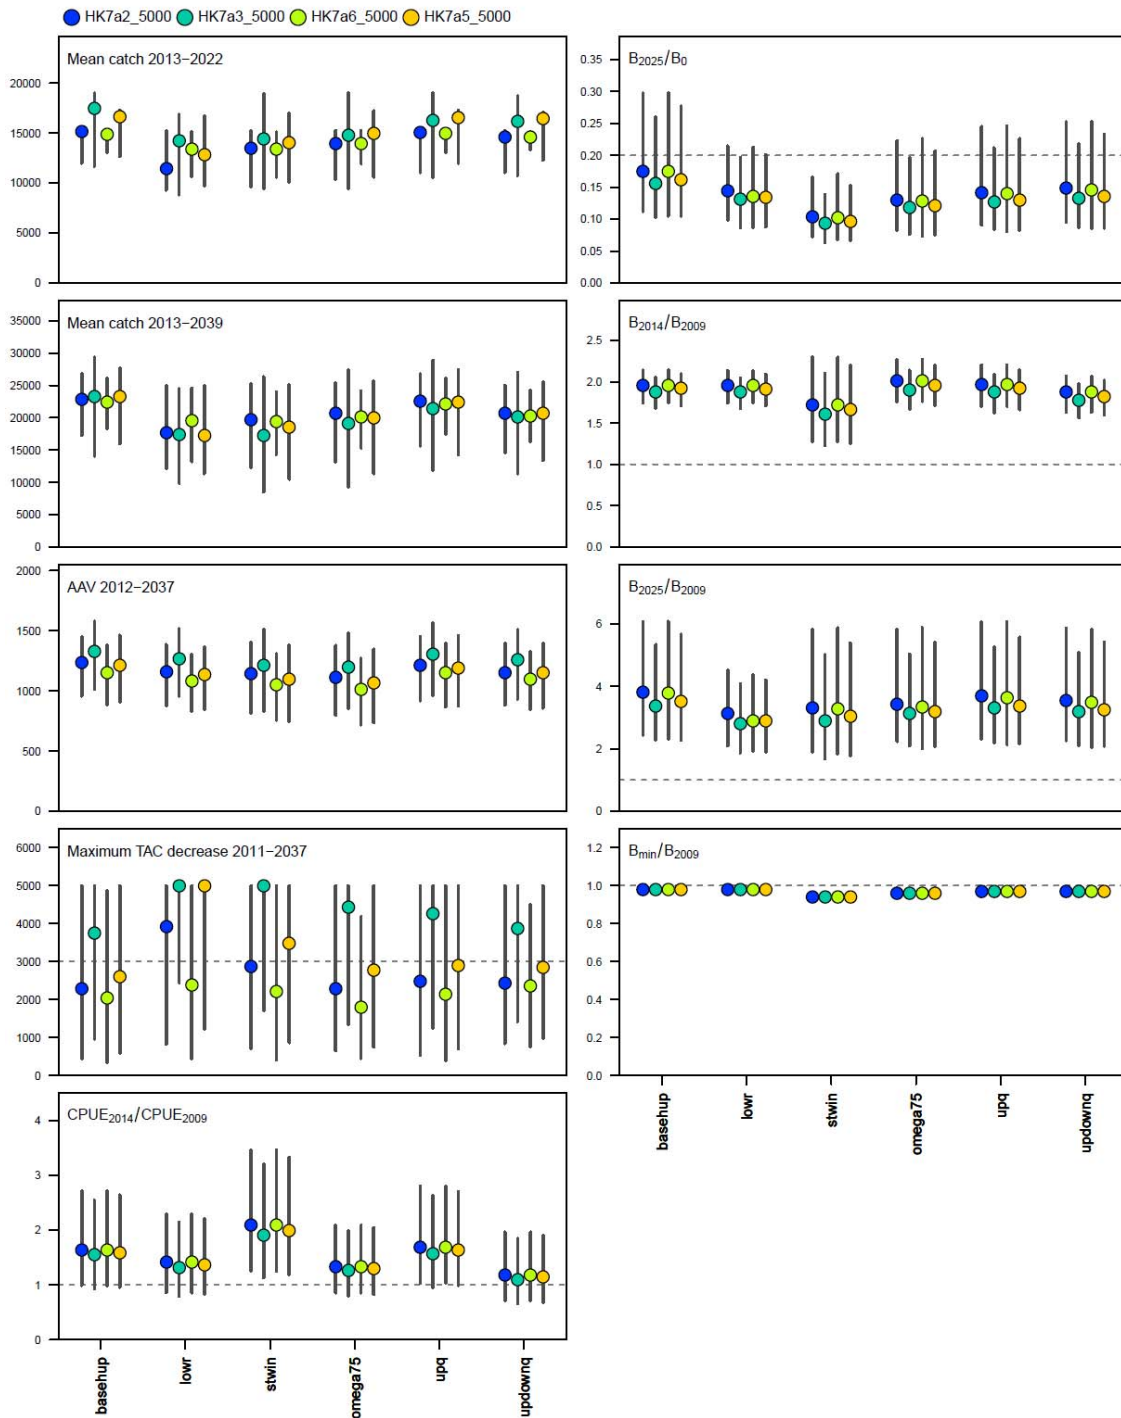 HK7a2_5000 HK7a3_5000 HK7a6_5000 HK7a5_5000
Mean catch 2013−2022
20000
15000
10000
5000
0
Mean catch 2013−2039
35000
30000
25000
20000
15000
10000
5000
0
AAV 2012−2037
2000
1500
1000
500
0
Maximum TAC decrease 2011−2037
6000
5000
4000
3000
2000
1000
0
CPUE2014/CPUE2009
4
3
2
1
0
basehup
lowr
stwin
omega75
upq
updownq
B2025/B0
0.35
0.30
0.25
0.20
0.15
0.10
0.05
0.00
B2014/B2009
2.5
2.0
1.5
1.0
0.5
0.0
B2025/B2009
6
4
2
0
Bmin/B2009
1.2
1.0
0.8
0.6
0.4
0.2
0.0
basehup
lowr
stwin
omega75
upq
updownq